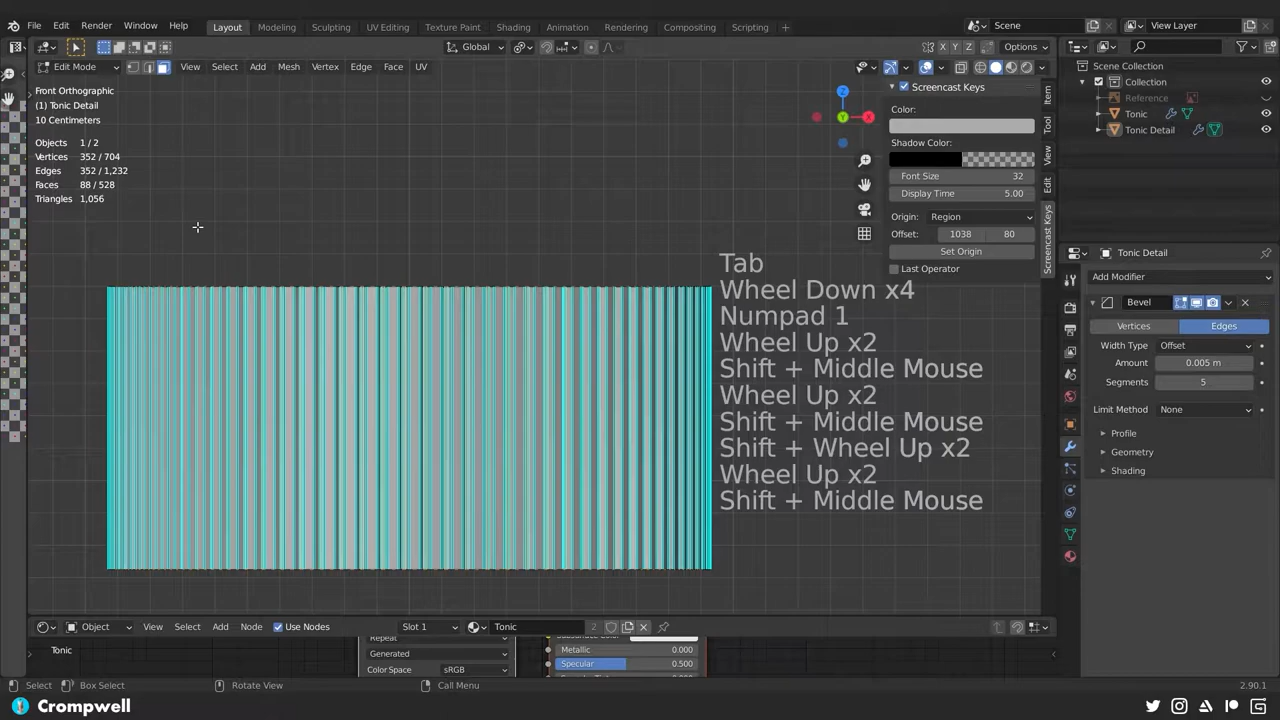 File Edit Render Window Help Layout Modeling Sculpting UV Editing Texture Paint Shading Animation Rendering Compositing Scripting + Scene View Layer
Global Options
Edit Mode View Select Add Mesh Vertex Edge Face UV
X Y Z
Front Orthographic
(1) Tonic Detail
10 Centimeters
Objects 1 / 2
Vertices 352 / 704
Edges 352 / 1,232
Faces 88 / 528
Triangles 1,056
Z
Y X
Screencast Keys
Color:
Shadow Color:
Font Size 32
Display Time 5.00
Origin: Region
Offset: 1038 80
Set Origin
Last Operator
Item
Tool
View
Edit
Screencast Keys
Tab
Wheel Down x4
Numpad 1
Wheel Up x2
Shift + Middle Mouse
Wheel Up x2
Shift + Middle Mouse
Shift + Wheel Up x2
Wheel Up x2
Shift + Middle Mouse
Scene Collection
Collection
Reference
Tonic
Tonic Detail
Tonic Detail
Add Modifier
Bevel
Vertices Edges
Width Type Offset
Amount 0.005 m
Segments 5
Limit Method None
Profile
Geometry
Shading
Object View Select Add Node Use Nodes Slot 1 Tonic 2
Tonic
Repeat
Generated
Color Space sRGB
Metallic 0.000
Specular 0.500
Select Box Select Rotate View Call Menu 2.90.1
Crompwell